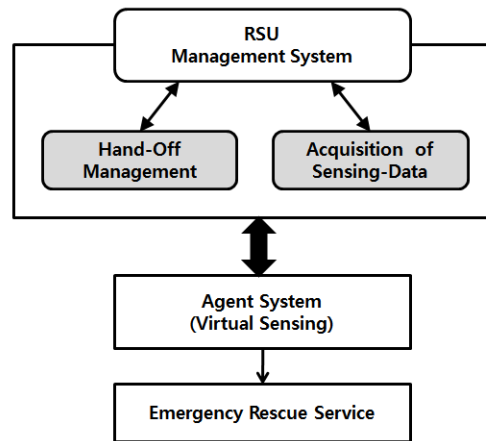 RSU
Management System
Hand-Off
Management
Acquisition of
Sensing-Data
Agent System
(Virtual Sensing)
Emergency Rescue Service